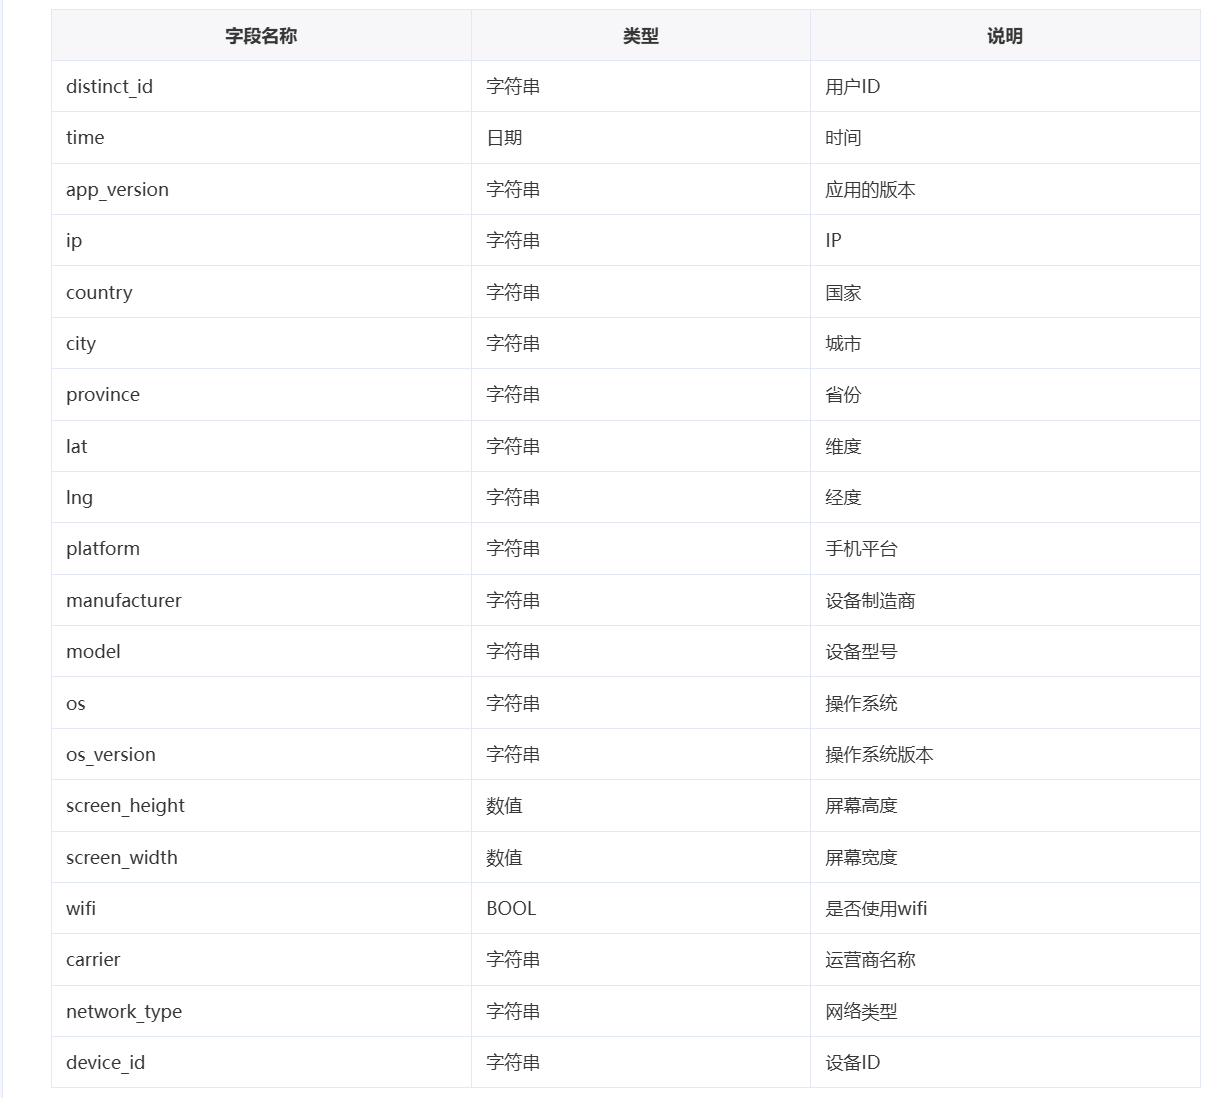 字段名称 类型 说明
distinct_id 字符串 用户ID
time 日期 时间
app_version 字符串 应用的版本
ip 字符串 IP
country 字符串 国家
city 字符串 城市
province 字符串 省份
lat 字符串 维度
lng 字符串 经度
platform 字符串 手机平台
manufacturer 字符串 设备制造商
model 字符串 设备型号
os 字符串 操作系统
os_version 字符串 操作系统版本
screen_height 数值 屏幕高度
screen_width 数值 屏幕宽度
wifi BOOL 是否使用wifi
carrier 字符串 运营商名称
network_type 字符串 网络类型
device_id 字符串 设备ID